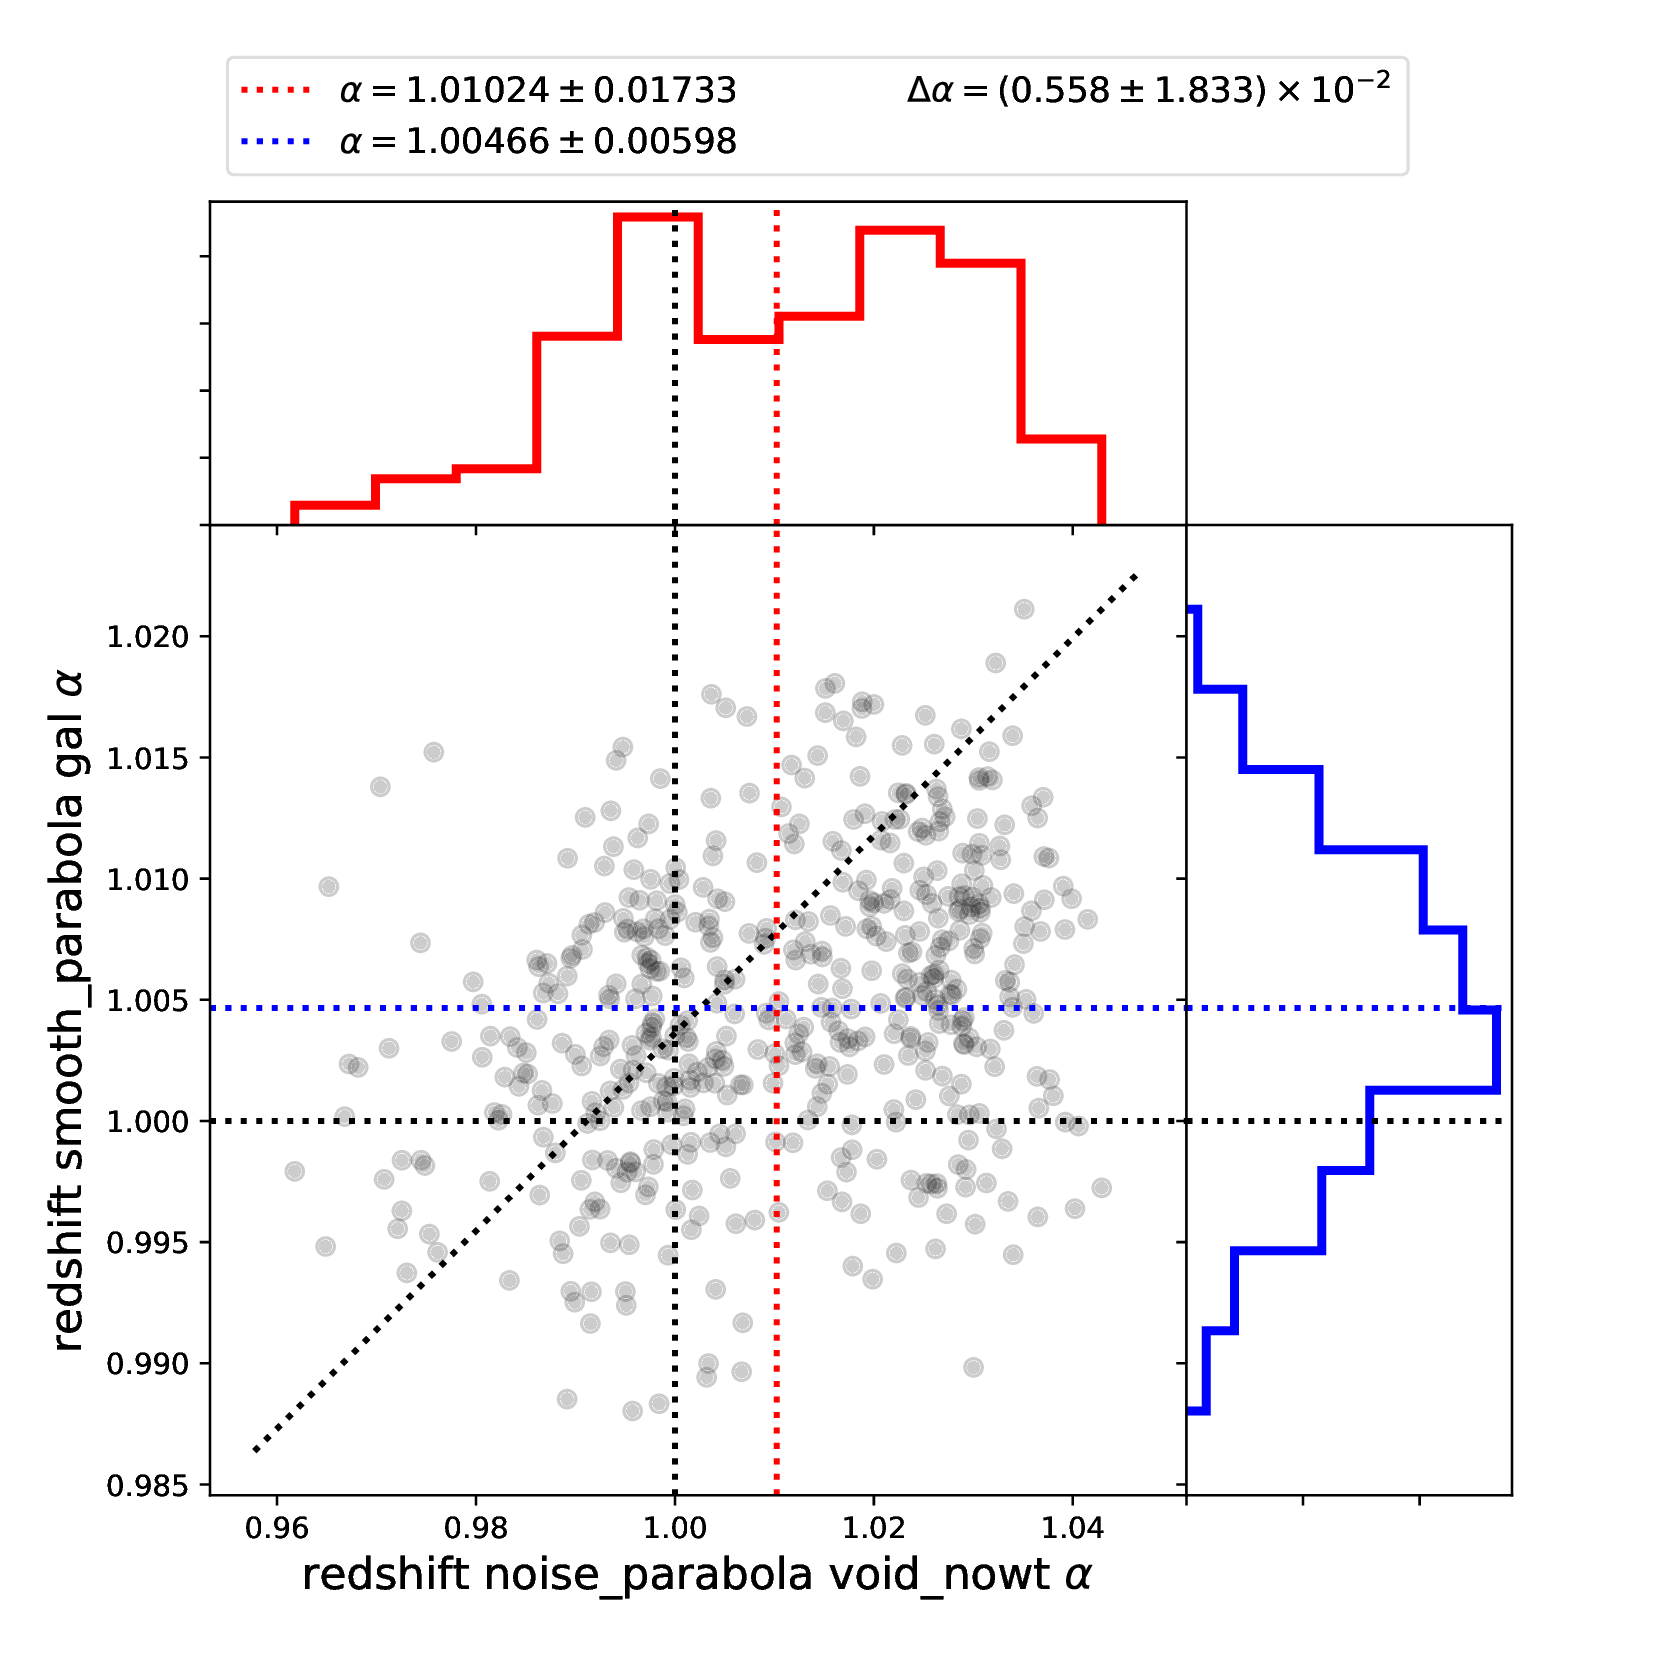 α = 1.01024 ± 0.01733
Δα = (0.558 ± 1.833) × 10⁻²
α = 1.00466 ± 0.00598
1.020
1.015
1.010
1.005
1.000
0.995
0.990
0.985
redshift smooth_parabola gal α
0.96 0.98 1.00 1.02 1.04
redshift noise_parabola void_nowt α